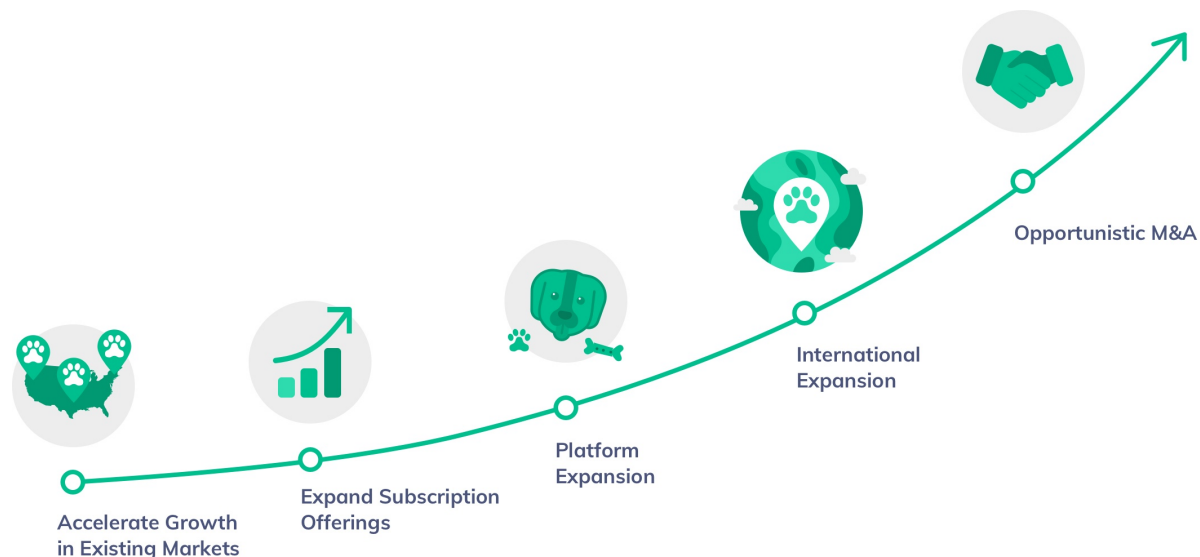 Accelerate Growth
in Existing Markets
Expand Subscription
Offerings
Platform
Expansion
International
Expansion
Opportunistic M&A